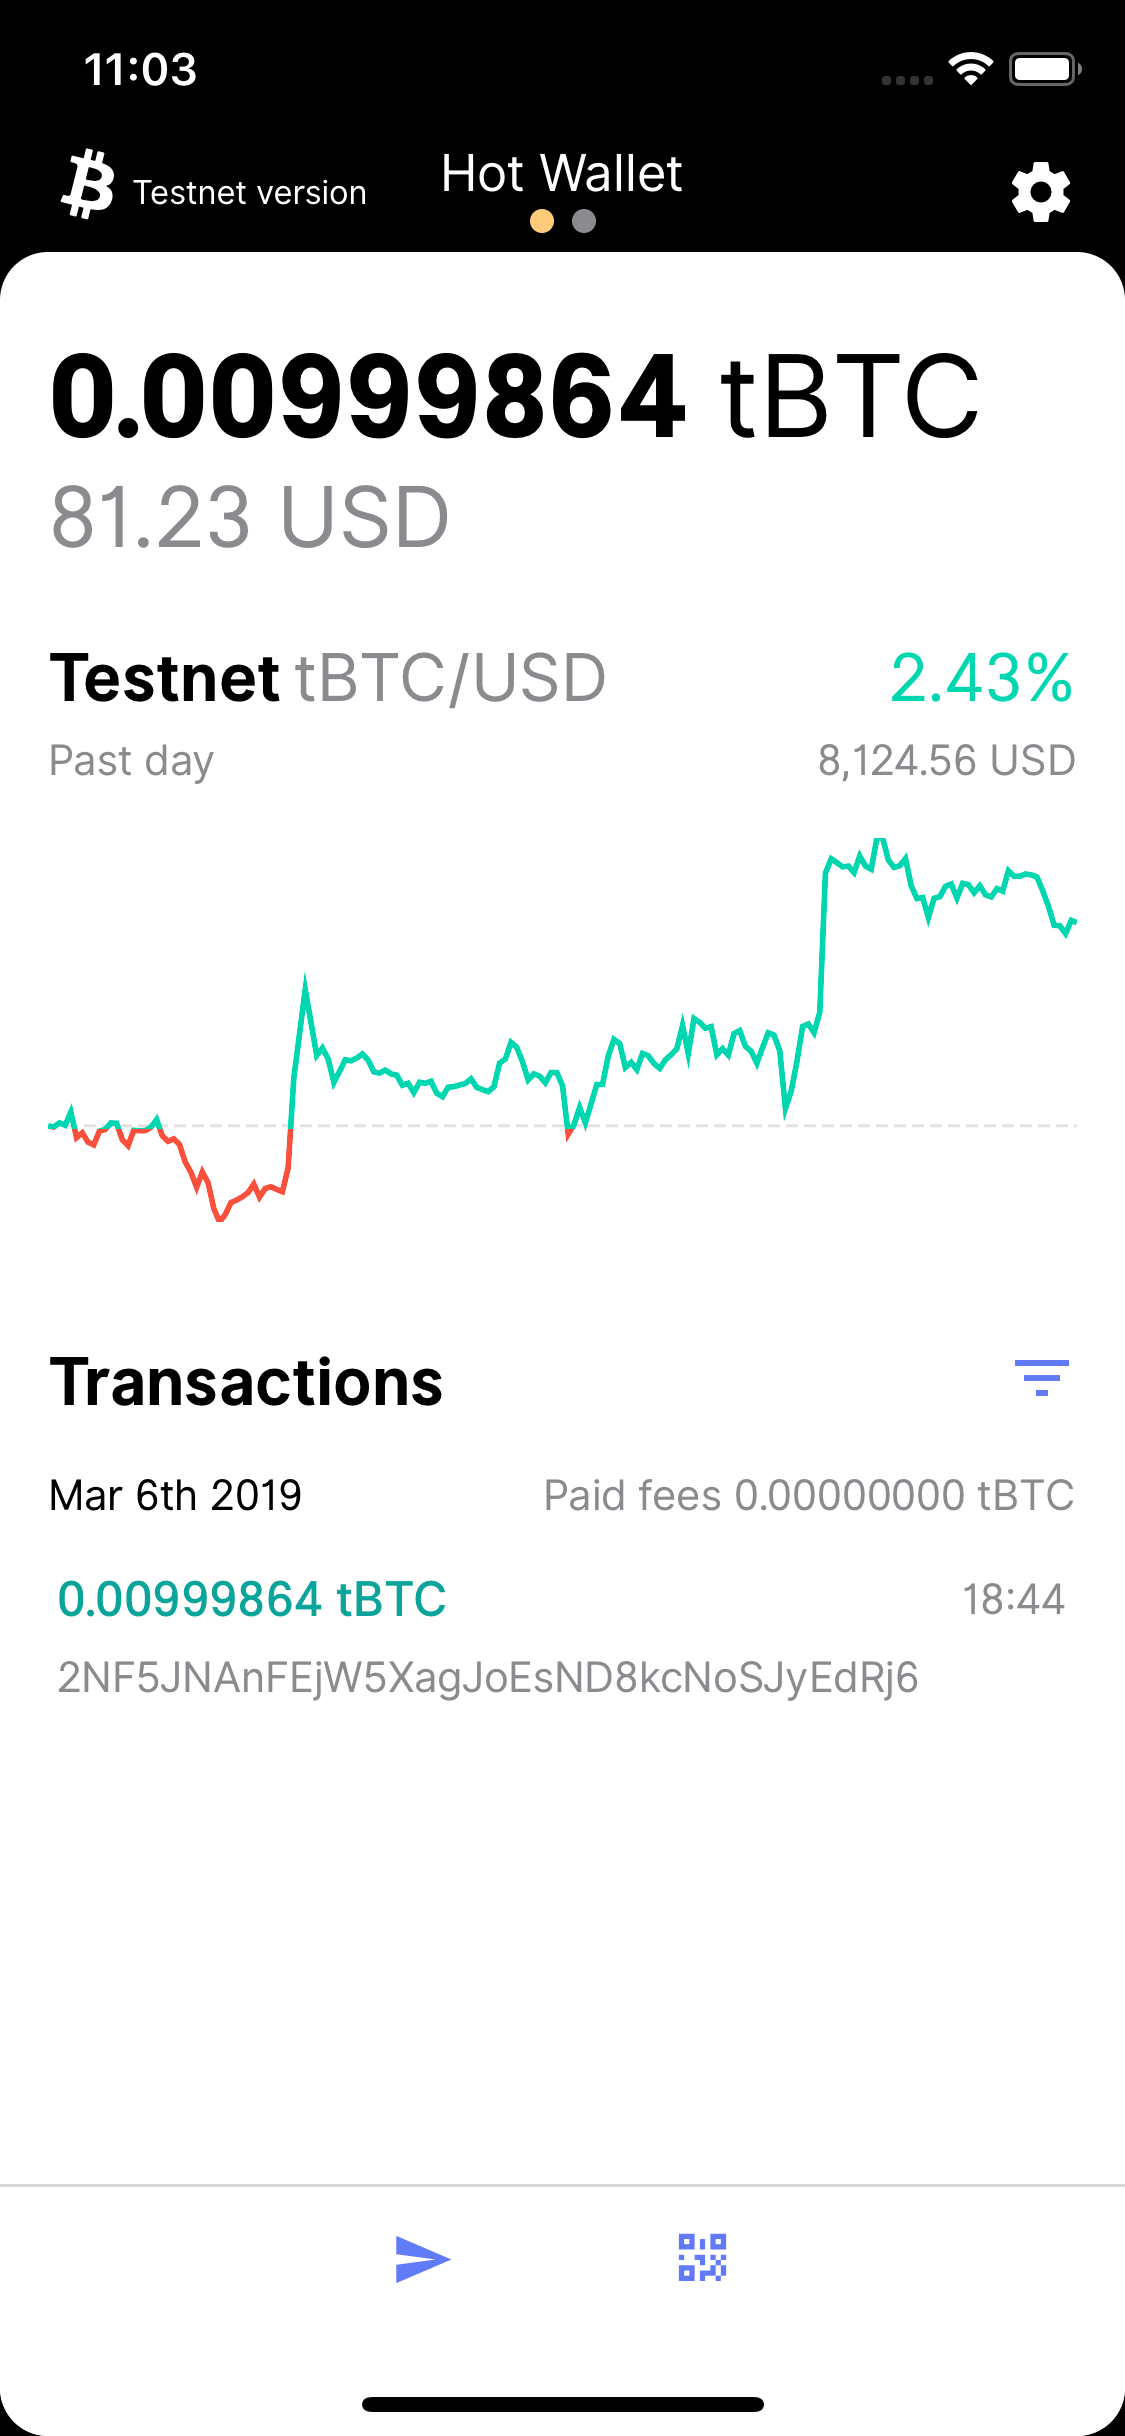 11:03
Testnet version
Hot Wallet
0.00999864 tBTC
81.23 USD
Testnet tBTC/USD 2.43%
Past day 8,124.56 USD
Transactions
Mar 6th 2019 Paid fees 0.00000000 tBTC
0.00999864 tBTC 18:44
2NF5JNAnFEjW5XagJoEsND8kcNoSJyEdRj6